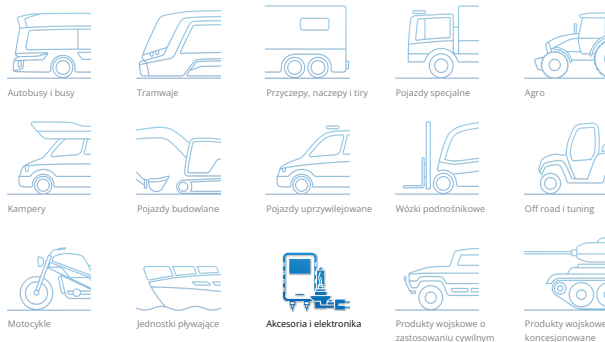 Autobusy i busy
Tramwaje
Przyczepy, naczepy i tiry
Pojazdy specjalne
Agro
Kampery
Pojazdy budowlane
Pojazdy uprzywilejowane
Wózki podnośnikowe
Off road i tuning
Motocykle
Jednostki pływające
Akcesoria i elektronika
Produkty wojskowe o
zastosowaniu cywilnym
Produkty wojskowe
koncesjonowane